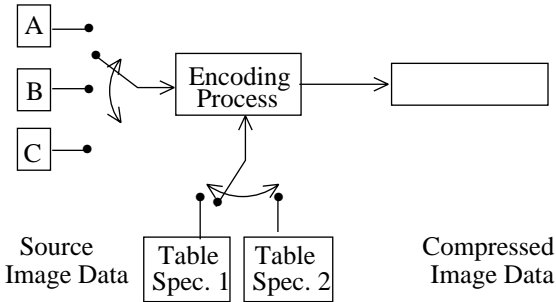 A
B
C
Encoding
Process
Source
Image Data
Table
Spec. 1
Table
Spec. 2
Compressed
Image Data